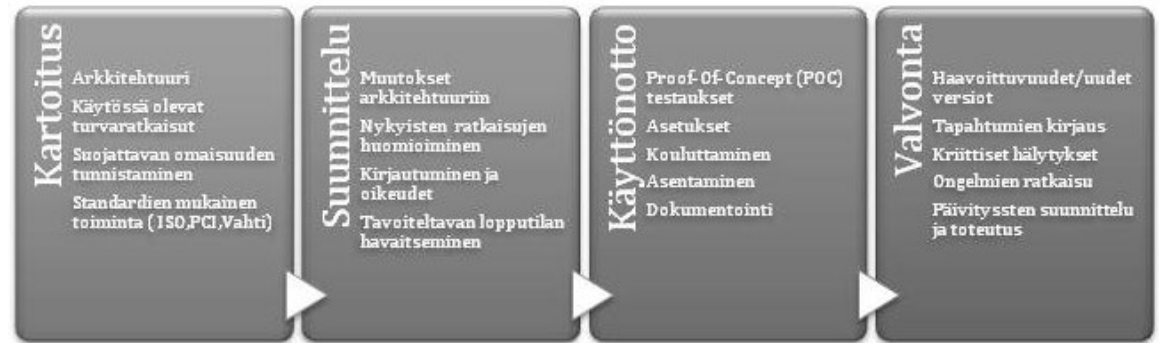 Kartoitus
Arkkitehtuuri
Käytössä olevat
turvaratkaisut
Suojattavan omaisuuden
tunnistaminen
Standardien mukainen
toiminta (ISO,PCI,Vahti)
Suunnittelu
Muutokset
arkkitehtuuriin
Nykyisten ratkaisujen
huomioiminen
Kirjautuminen ja
oikeudet
Tavoiteltavan lopputilan
havaitseminen
Käyttönotto
Proof-Of-Concept (POC)
testaukset
Asetukset
Kouluttaminen
Asentaminen
Dokumentointi
Valvonta
Haavoittuvuudet/uudet
versiot
Tapahtumien kirjaus
Kriittiset hälytykset
Ongelmien ratkaisu
Päivityssten suunnittelu
ja toteutus